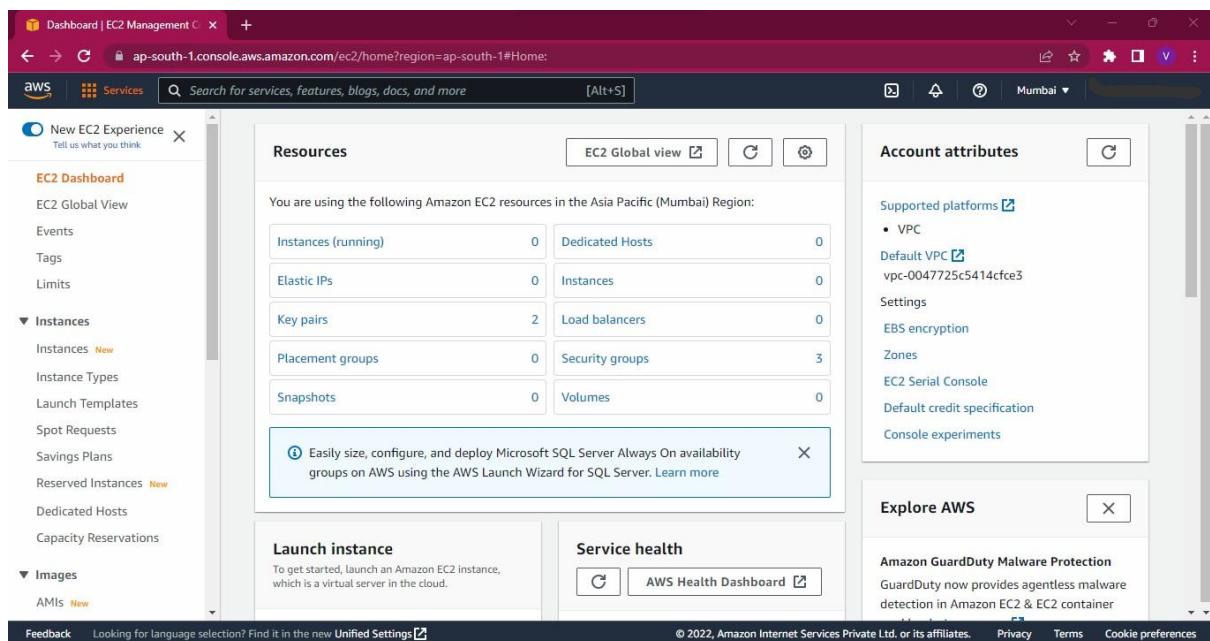 Dashboard | EC2 Management C
ap-south-1.console.aws.amazon.com/ec2/home?region=ap-south-1#Home:
V
aws
Services
Search for services, features, blogs, docs, and more
[Alt+S]
Mumbai
New EC2 Experience
Tell us what you think
EC2 Dashboard
EC2 Global View
Events
Tags
Limits
Instances
Instances New
Instance Types
Launch Templates
Spot Requests
Savings Plans
Reserved Instances New
Dedicated Hosts
Capacity Reservations
Images
AMIs New
Resources
EC2 Global view
You are using the following Amazon EC2 resources in the Asia Pacific (Mumbai) Region:
Instances (running) 0
Dedicated Hosts 0
Elastic IPs 0
Instances 0
Key pairs 2
Load balancers 0
Placement groups 0
Security groups 3
Snapshots 0
Volumes 0
Easily size, configure, and deploy Microsoft SQL Server Always On availability
groups on AWS using the AWS Launch Wizard for SQL Server. Learn more
Launch instance
To get started, launch an Amazon EC2 instance,
which is a virtual server in the cloud.
Service health
AWS Health Dashboard
Account attributes
Supported platforms
• VPC
Default VPC
vpc-0047725c5414cfce3
Settings
EBS encryption
Zones
EC2 Serial Console
Default credit specification
Console experiments
Explore AWS
Amazon GuardDuty Malware Protection
GuardDuty now provides agentless malware
detection in Amazon EC2 & EC2 container
Feedback
Looking for language selection? Find it in the new Unified Settings
© 2022, Amazon Internet Services Private Ltd. or its affiliates.
Privacy
Terms
Cookie preferences